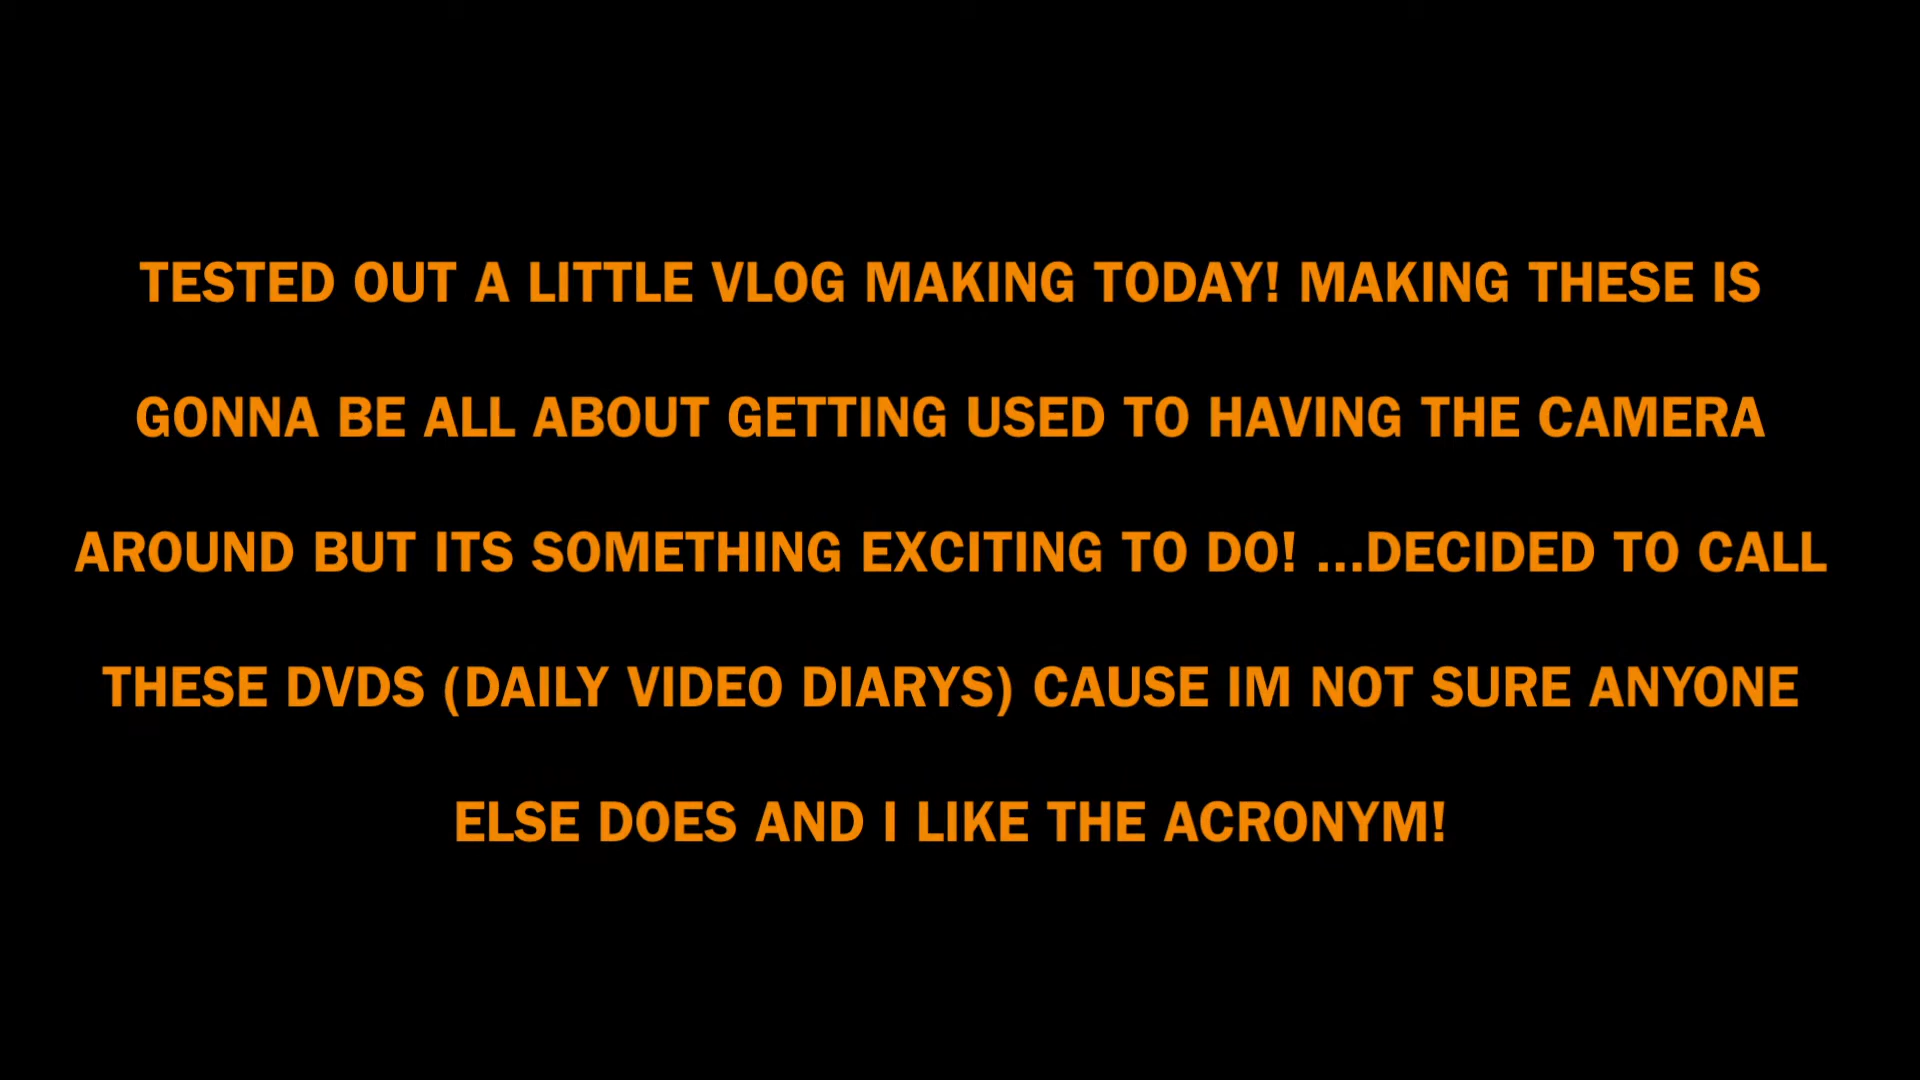 TESTED OUT A LITTLE VLOG MAKING TODAY! MAKING THESE IS
GONNA BE ALL ABOUT GETTING USED TO HAVING THE CAMERA
AROUND BUT ITS SOMETHING EXCITING TO DO! ...DECIDED TO CALL
THESE DVDS (DAILY VIDEO DIARYS) CAUSE IM NOT SURE ANYONE
ELSE DOES AND I LIKE THE ACRONYM!